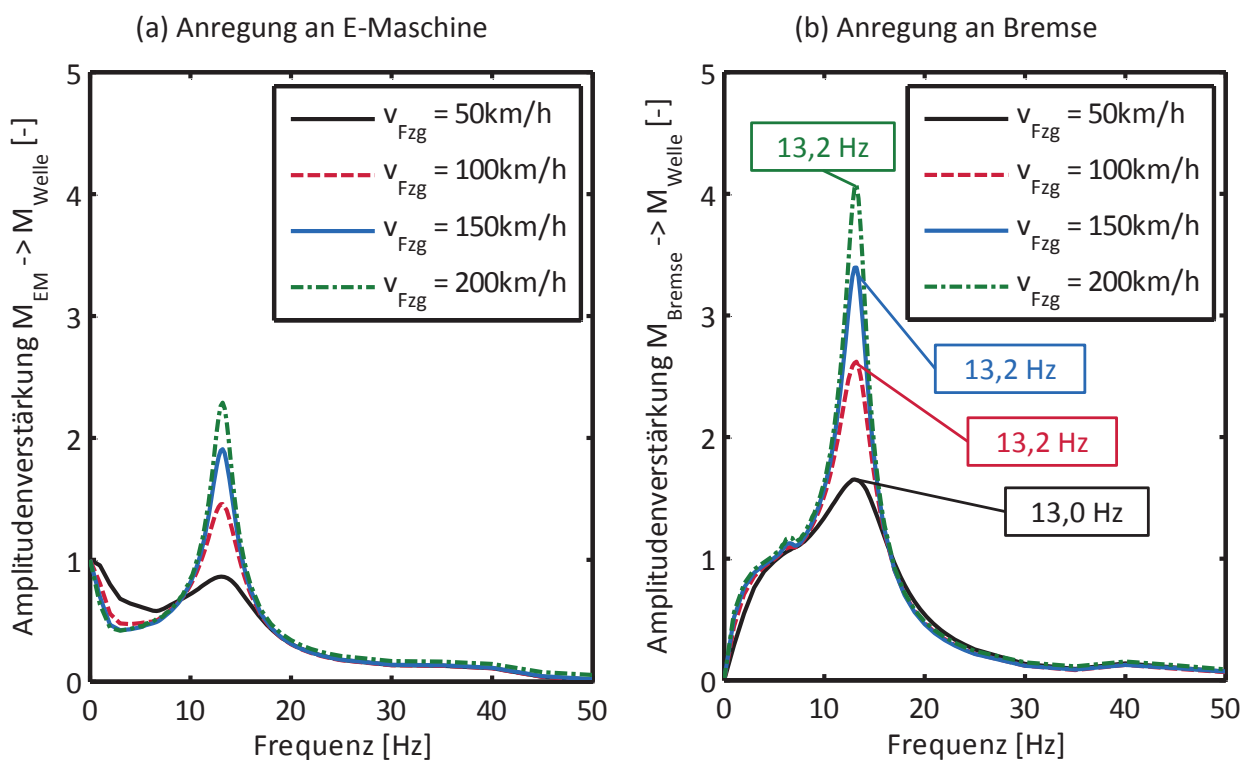 (a) Anregung an E-Maschine
Amplitudenverstärkung M_EM -> M_Welle [-]
5
4
3
2
1
0
v_Fzg = 50km/h
v_Fzg = 100km/h
v_Fzg = 150km/h
v_Fzg = 200km/h
0 10 20 30 40 50
Frequenz [Hz]
(b) Anregung an Bremse
Amplitudenverstärkung M_Bremse -> M_Welle [-]
5
4
3
2
1
0
v_Fzg = 50km/h
v_Fzg = 100km/h
v_Fzg = 150km/h
v_Fzg = 200km/h
13,2 Hz
13,2 Hz
13,2 Hz
13,0 Hz
0 10 20 30 40 50
Frequenz [Hz]